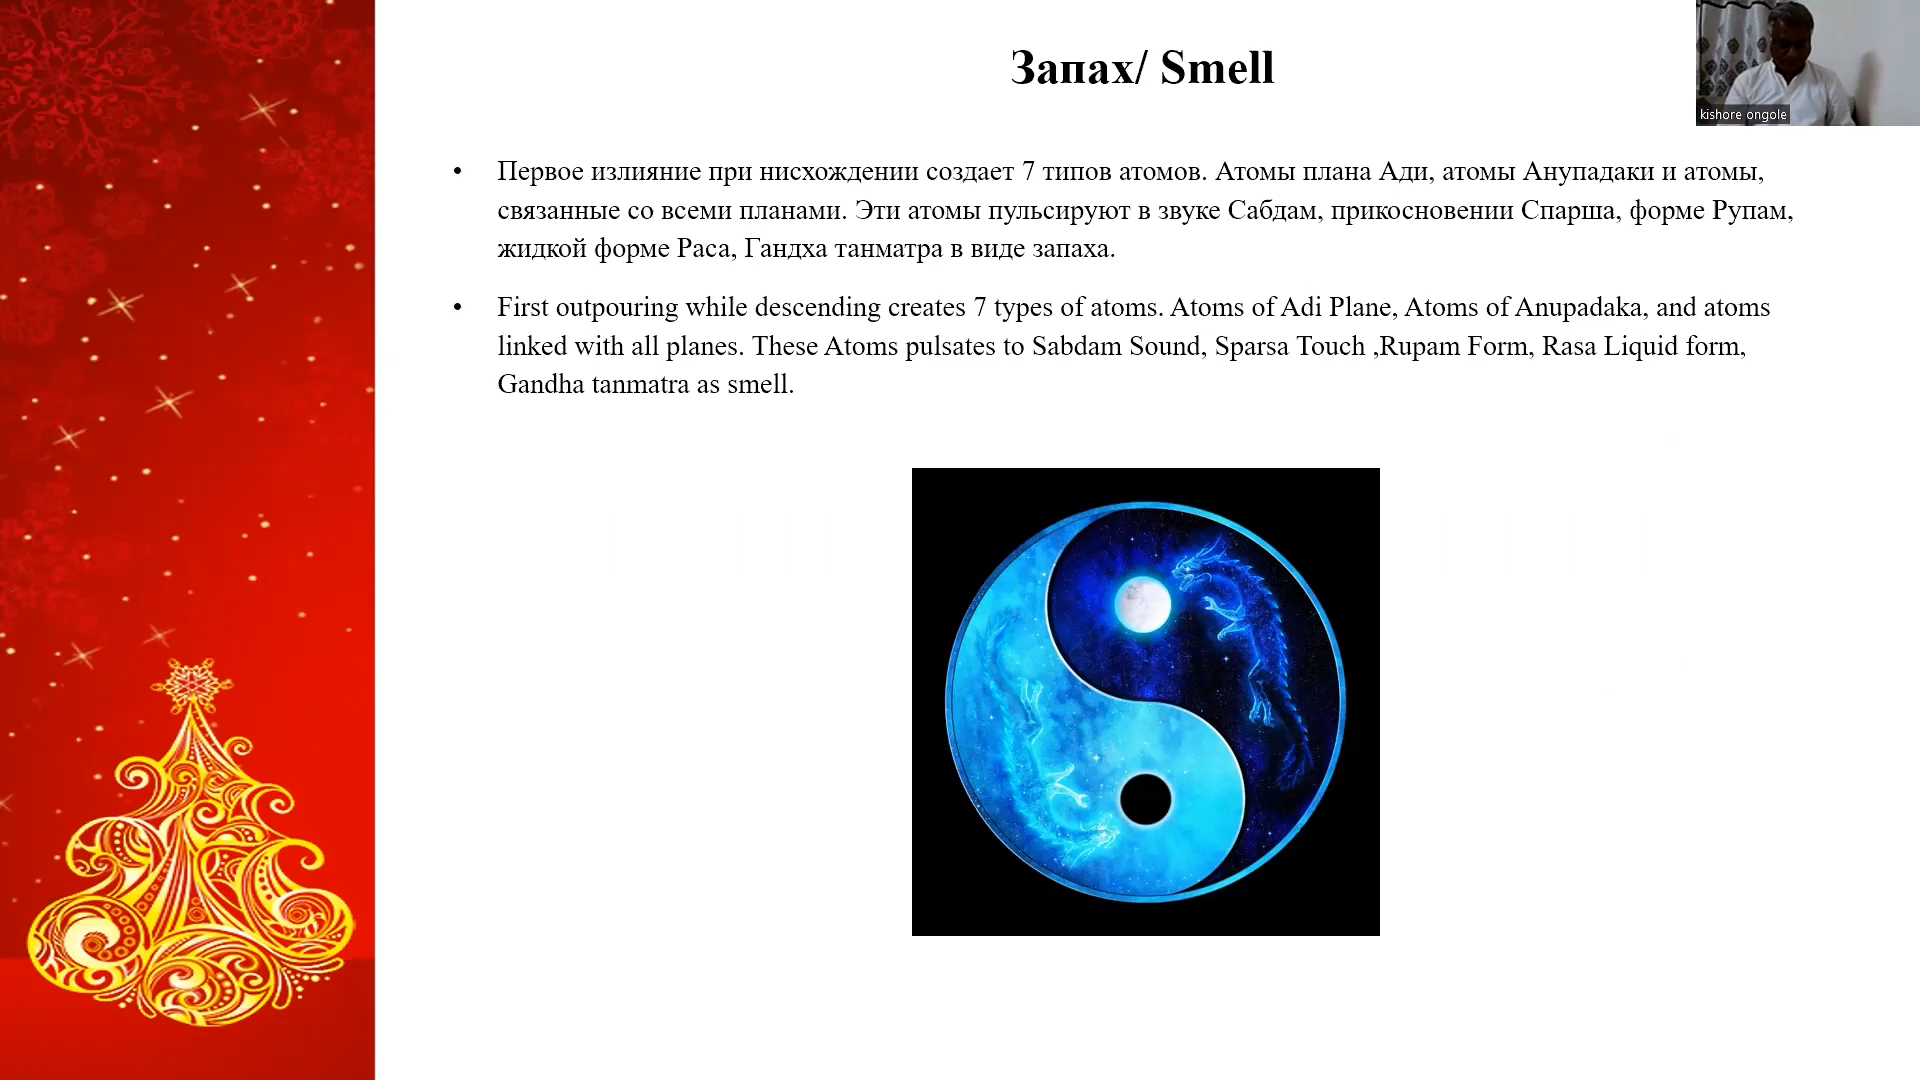 Запах/ Smell
kishore ongole
• Первое излияние при нисхождении создает 7 типов атомов. Атомы плана Ади, атомы Анупадаки и атомы,
связанные со всеми планами. Эти атомы пульсируют в звуке Сабдам, прикосновении Спарша, форме Рупам,
жидкой форме Раса, Гандха танматра в виде запаха.
• First outpouring while descending creates 7 types of atoms. Atoms of Adi Plane, Atoms of Anupadaka, and atoms
linked with all planes. These Atoms pulsates to Sabdam Sound, Sparsa Touch ,Rupam Form, Rasa Liquid form,
Gandha tanmatra as smell.